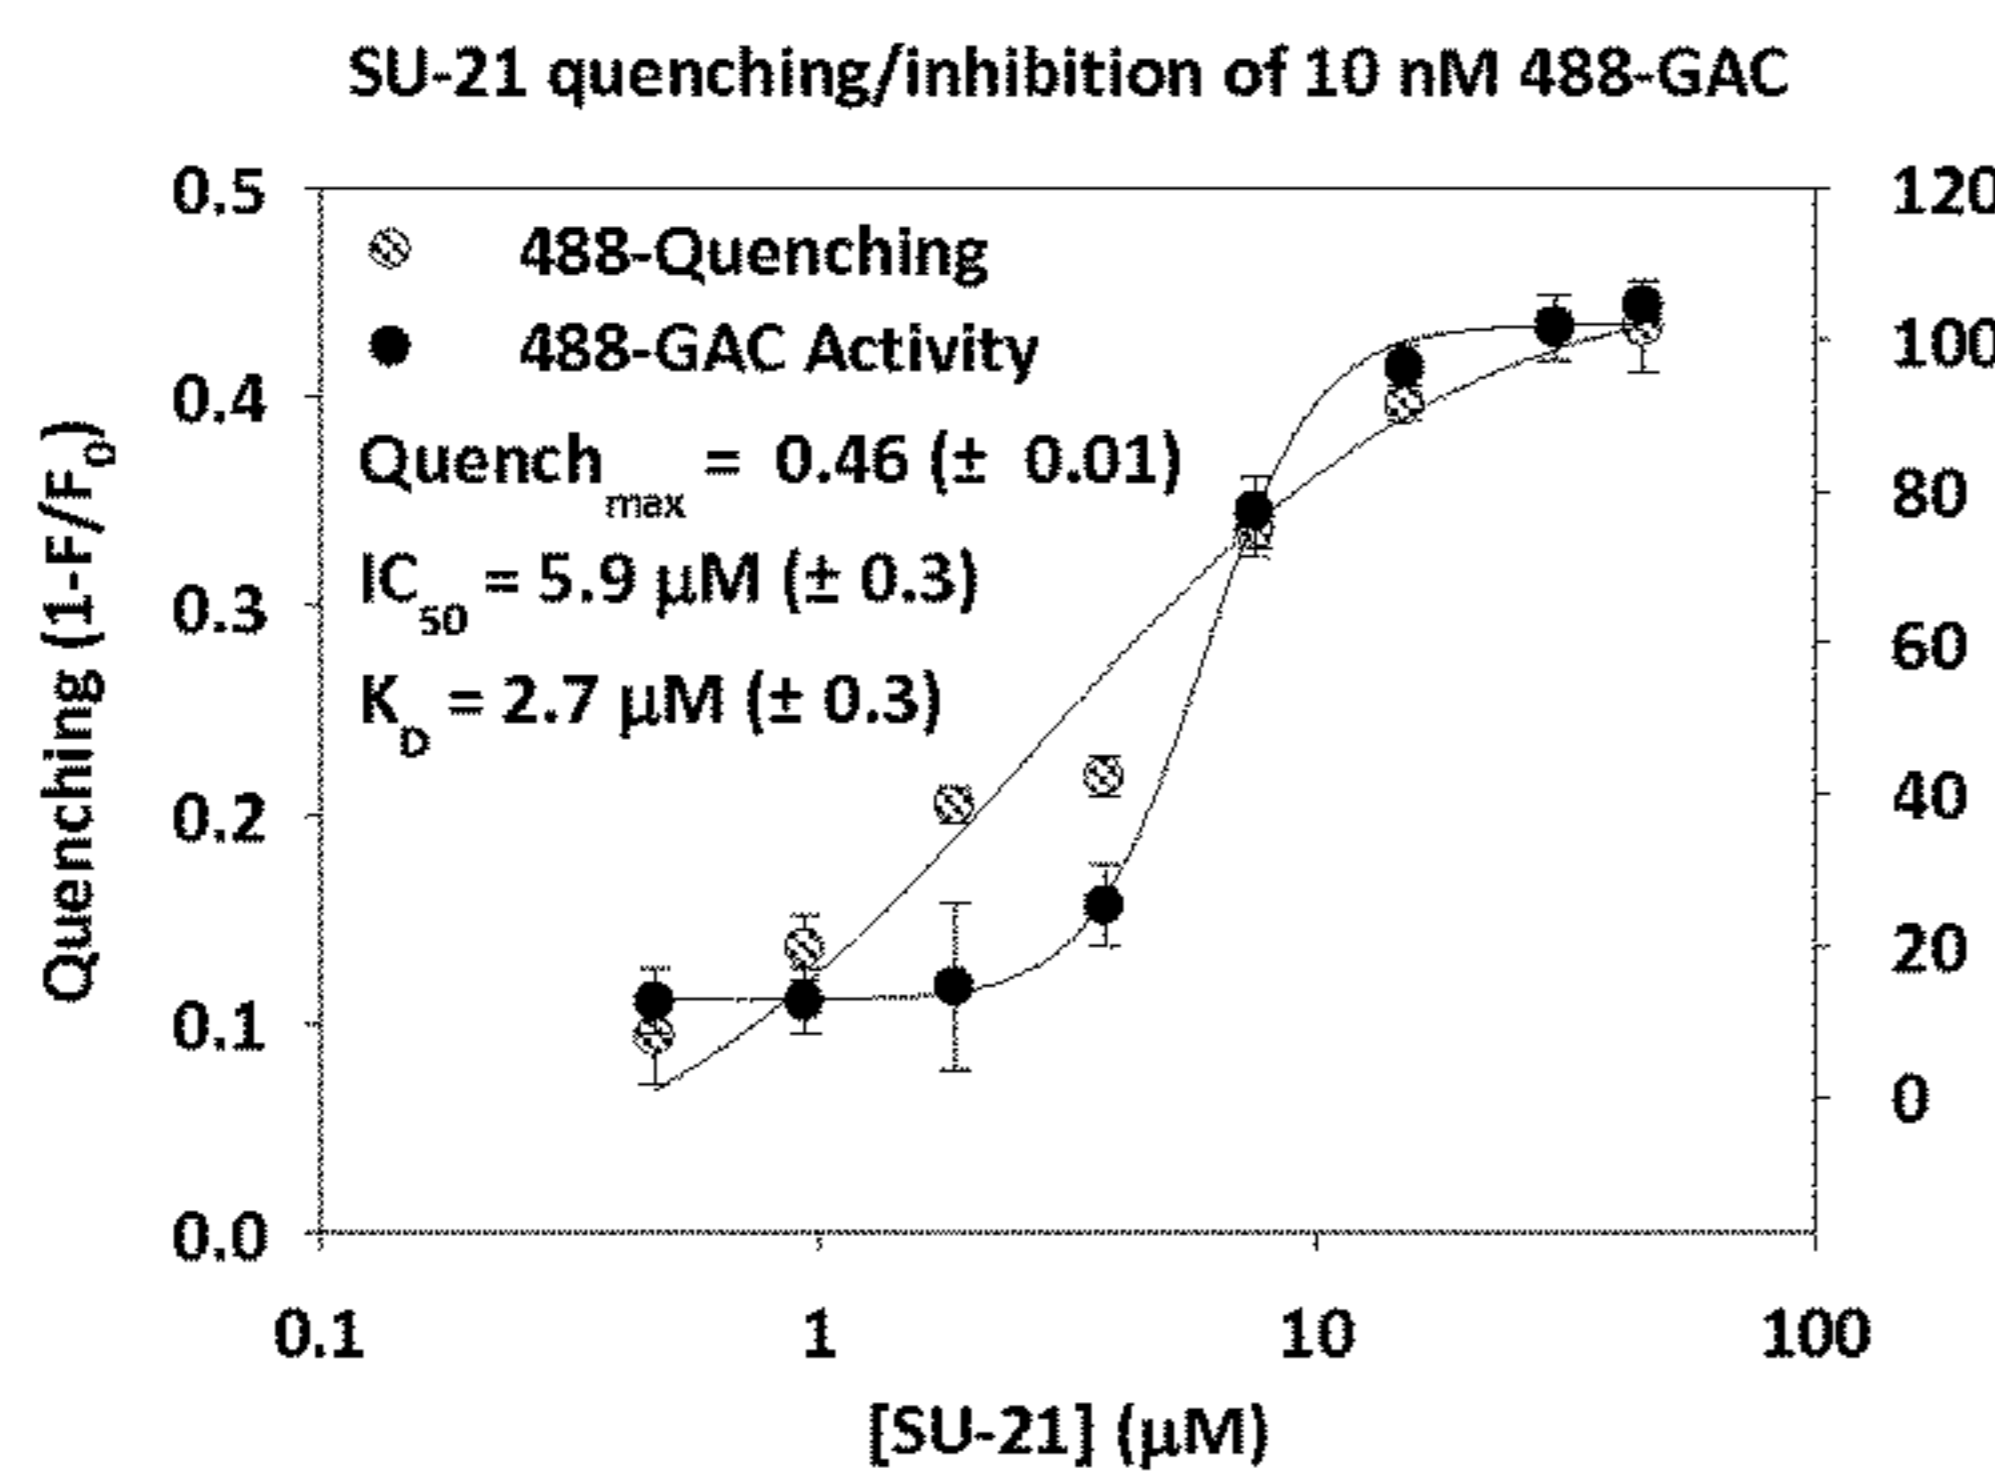 SU-21 quenching/inhibition of 10 nM 488-GAC
0.5
0.4
0.3
0.2
0.1
0.0
Quenching (1-F/F0)
488-Quenching
488-GAC Activity
Quenchmax = 0.46 (± 0.01)
IC50 = 5.9 µM (± 0.3)
KD = 2.7 µM (± 0.3)
120
100
80
60
40
20
0
0.1 1 10 100
[SU-21] (µM)